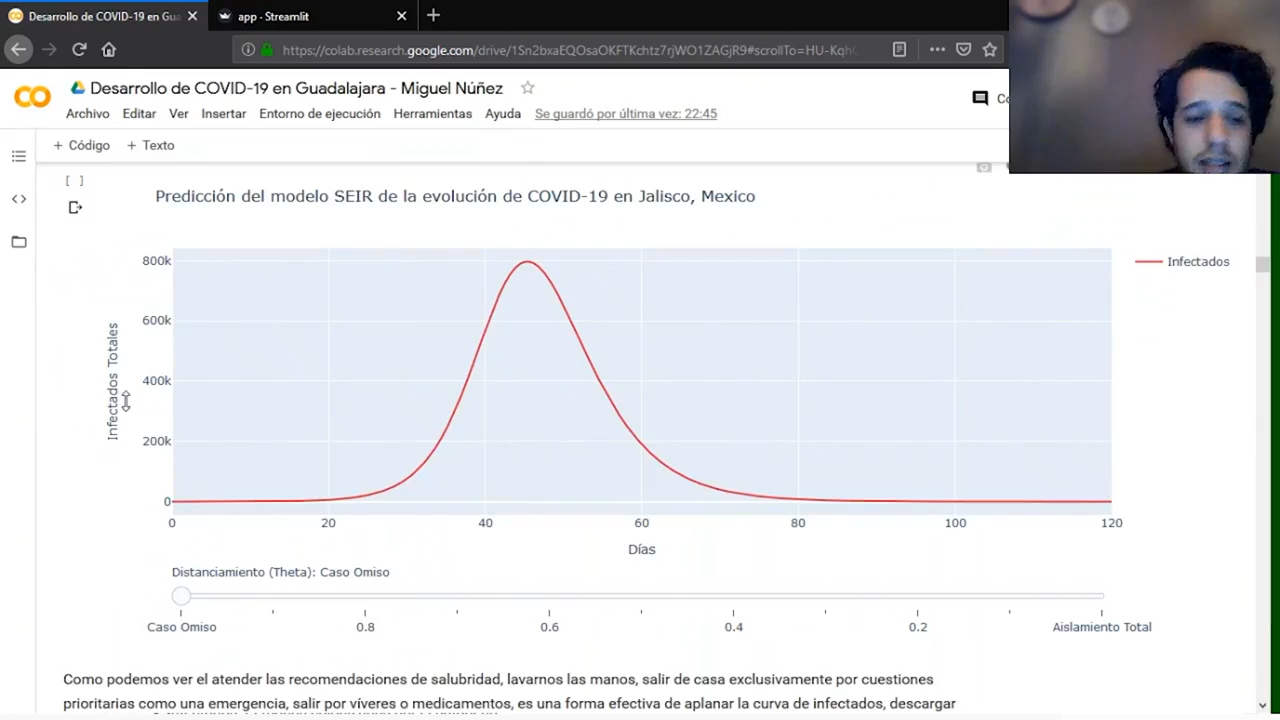 Desarrollo de COVID-19 en Gua
app - Streamlit
https://colab.research.google.com/drive/1Sn2bxaEQOsaOKFTKchtz7rjWO1ZAGjR9#scrollTo=HU-Kqh
CO
Desarrollo de COVID-19 en Guadalajara - Miguel Núñez
Archivo Editar Ver Insertar Entorno de ejecución Herramientas Ayuda Se guardó por última vez: 22:45
+ Código + Texto
[ ]
Predicción del modelo SEIR de la evolución de COVID-19 en Jalisco, Mexico
800k
600k
400k
200k
0
Infectados Totales
0 20 40 60 80 100 120
Días
Infectados
Distanciamiento (Theta): Caso Omiso
Caso Omiso 0.8 0.6 0.4 0.2 Aislamiento Total
Como podemos ver el atender las recomendaciones de salubridad, lavarnos las manos, salir de casa exclusivamente por cuestiones
prioritarias como una emergencia, salir por víveres o medicamentos, es una forma efectiva de aplanar la curva de infectados, descargar